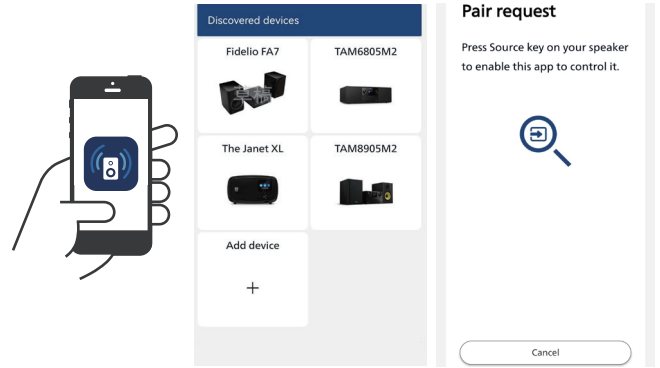 Discovered devices
Fidelio FA7
TAM6805M2
The Janet XL
TAM8905M2
Add device
Pair request
Press Source key on your speaker
to enable this app to control it.
Cancel